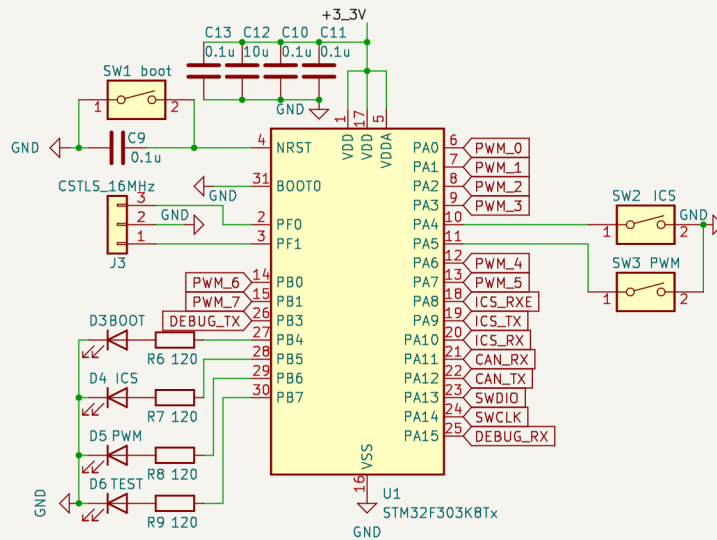 +3_3V
C13 C12 C10 C11
0.1u 10u 0.1u 0.1u
GND
SW1 boot
1 2
GND
C9
0.1u
1 17 5
VDD VDD VDDA
4 NRST
31 BOOT0
GND
CSTLS_16MHz
3
2
1
GND
J3
2 PF0
3 PF1
PWM_6 14 PB0
PWM_7 15 PB1
DEBUG_TX 26 PB3
27 PB4
28 PB5
29 PB6
30 PB7
D3BOOT
R6 120
D4 ICS
R7 120
D5 PWM
R8 120
D6 TEST
R9 120
GND
PA0 6 PWM_0
PA1 7 PWM_1
PA2 8 PWM_2
PA3 9 PWM_3
PA4 10
PA5 11
PA6 12 PWM_4
PA7 13 PWM_5
PA8 18 ICS_RXE
PA9 19 ICS_TX
PA10 20 ICS_RX
PA11 21 CAN_RX
PA12 22 CAN_TX
PA13 23 SWDIO
PA14 24 SWCLK
PA15 25 DEBUG_RX
SW2 ICS
1 2
GND
SW3 PWM
1 2
VSS
16
U1
STM32F303K8Tx
GND